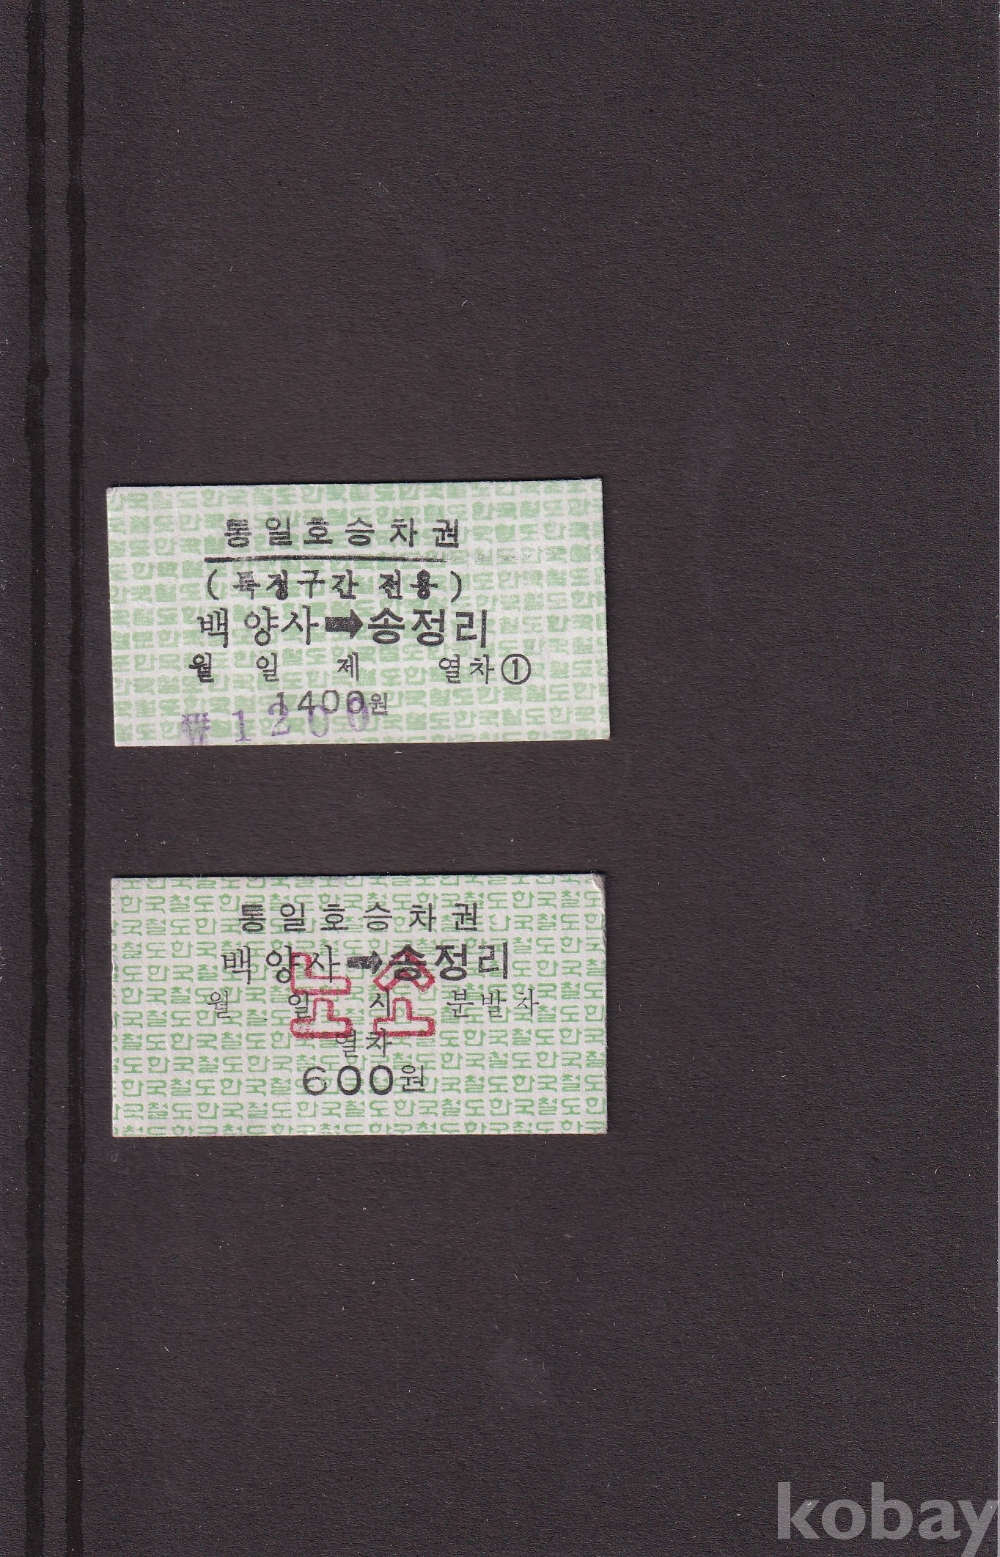 통일호승차권
(특정구간 전용)
백양사➡송정리
월 일 제 열차①
1400원
₩1200
통일호승차권
백양사➡송정리
노소
월 일 시 분발차
열차
600원
kobay